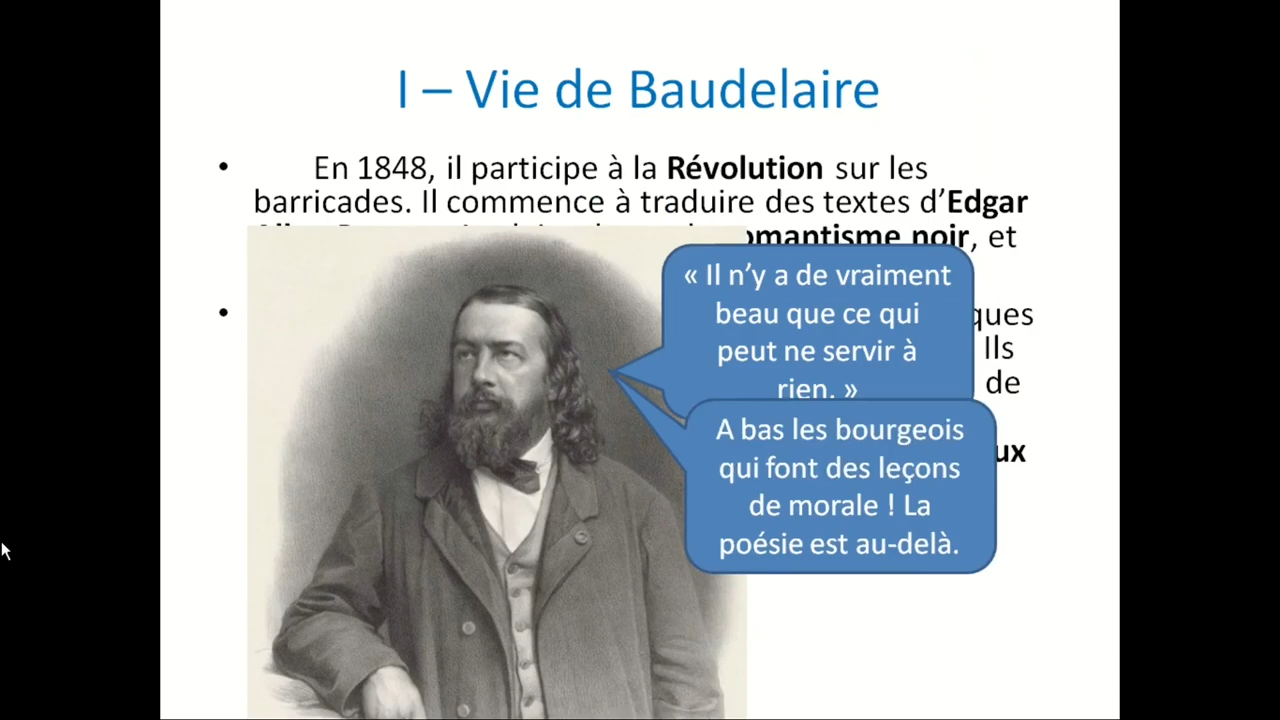 I – Vie de Baudelaire
• En 1848, il participe à la Révolution sur les
barricades. Il commence à traduire des textes d’Edgar
omantisme noir, et
« Il n’y a de vraiment
beau que ce qui
peut ne servir à
rien. »
• ques
Ils
de
ux
A bas les bourgeois
qui font des leçons
de morale ! La
poésie est au-delà.